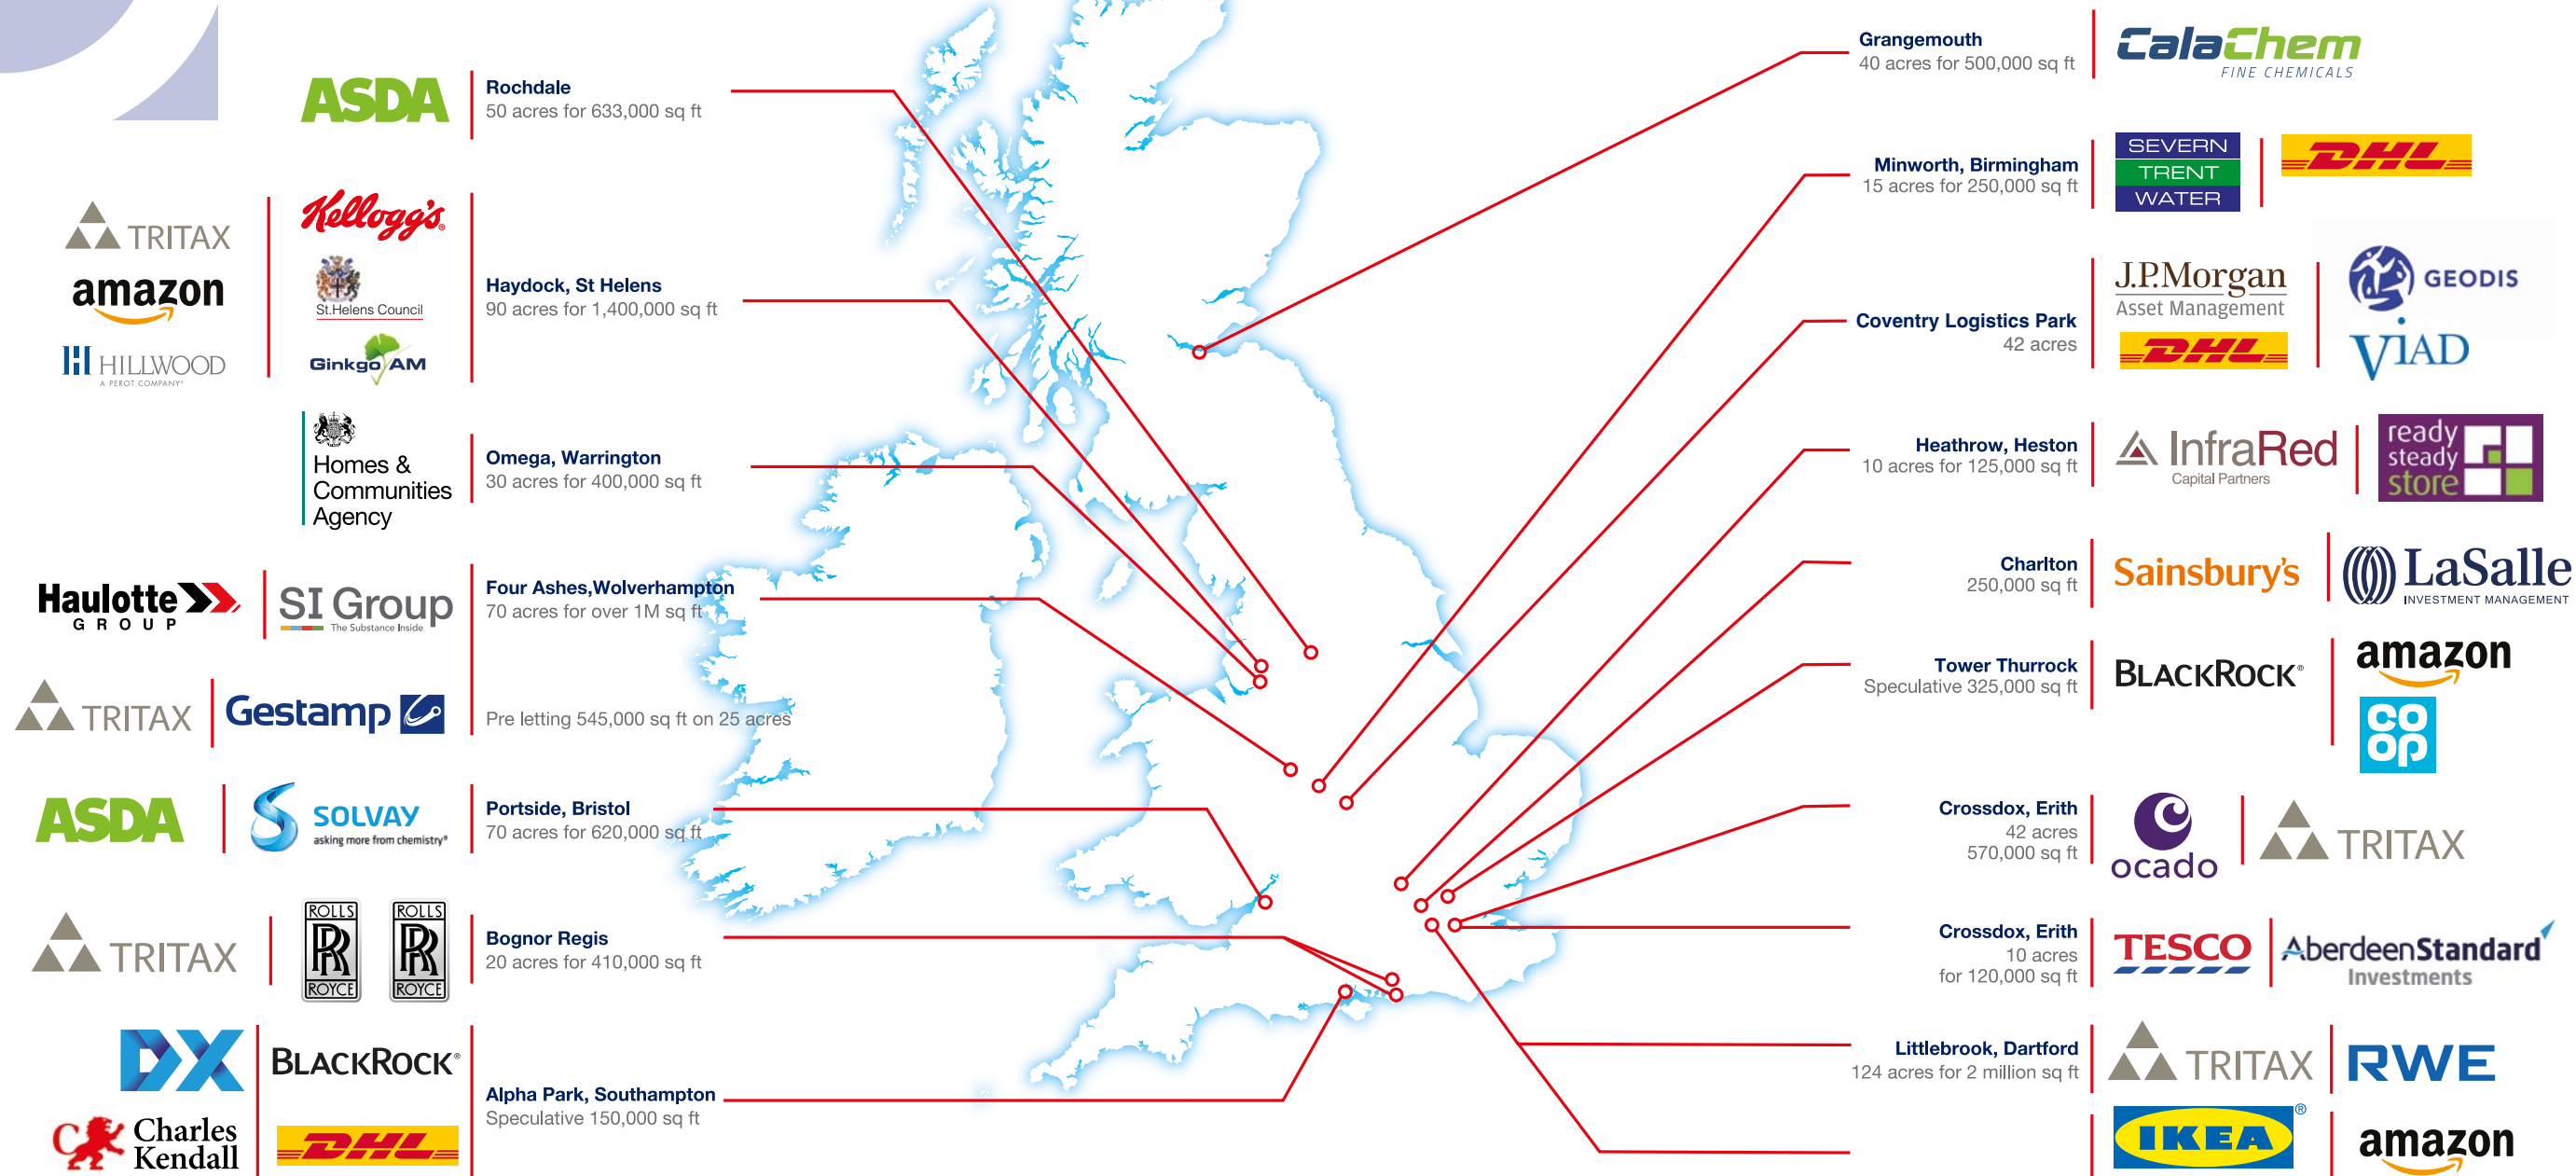 ASDA
Rochdale
50 acres for 633,000 sq ft
TRITAX
amazon
HILLWOOD
A PEROT COMPANY®
Kellogg's®
St.Helens Council
Ginkgo AM
Haydock, St Helens
90 acres for 1,400,000 sq ft
Homes &
Communities
Agency
Omega, Warrington
30 acres for 400,000 sq ft
Haulotte
GROUP
SI Group
The Substance Inside
Four Ashes,Wolverhampton
70 acres for over 1M sq ft
TRITAX
Gestamp
Pre letting 545,000 sq ft on 25 acres
ASDA
SOLVAY
asking more from chemistry®
Portside, Bristol
70 acres for 620,000 sq ft
TRITAX
ROLLS
RR
ROYCE
ROLLS
RR
ROYCE
Bognor Regis
20 acres for 410,000 sq ft
DX
BLACKROCK®
Charles
Kendall
DHL
Alpha Park, Southampton
Speculative 150,000 sq ft
Grangemouth
40 acres for 500,000 sq ft
CalaChem
FINE CHEMICALS
Minworth, Birmingham
15 acres for 250,000 sq ft
SEVERN
TRENT
WATER
DHL
Coventry Logistics Park
42 acres
J.P.Morgan
Asset Management
DHL
GEODIS
ViAD
Heathrow, Heston
10 acres for 125,000 sq ft
InfraRed
Capital Partners
ready
steady
store
Charlton
250,000 sq ft
Sainsbury's
LaSalle
INVESTMENT MANAGEMENT
Tower Thurrock
Speculative 325,000 sq ft
BLACKROCK®
amazon
CO
OP
Crossdox, Erith
42 acres
570,000 sq ft
ocado
TRITAX
Crossdox, Erith
10 acres
for 120,000 sq ft
TESCO
AberdeenStandard
Investments
Littlebrook, Dartford
124 acres for 2 million sq ft
TRITAX
RWE
IKEA®
amazon